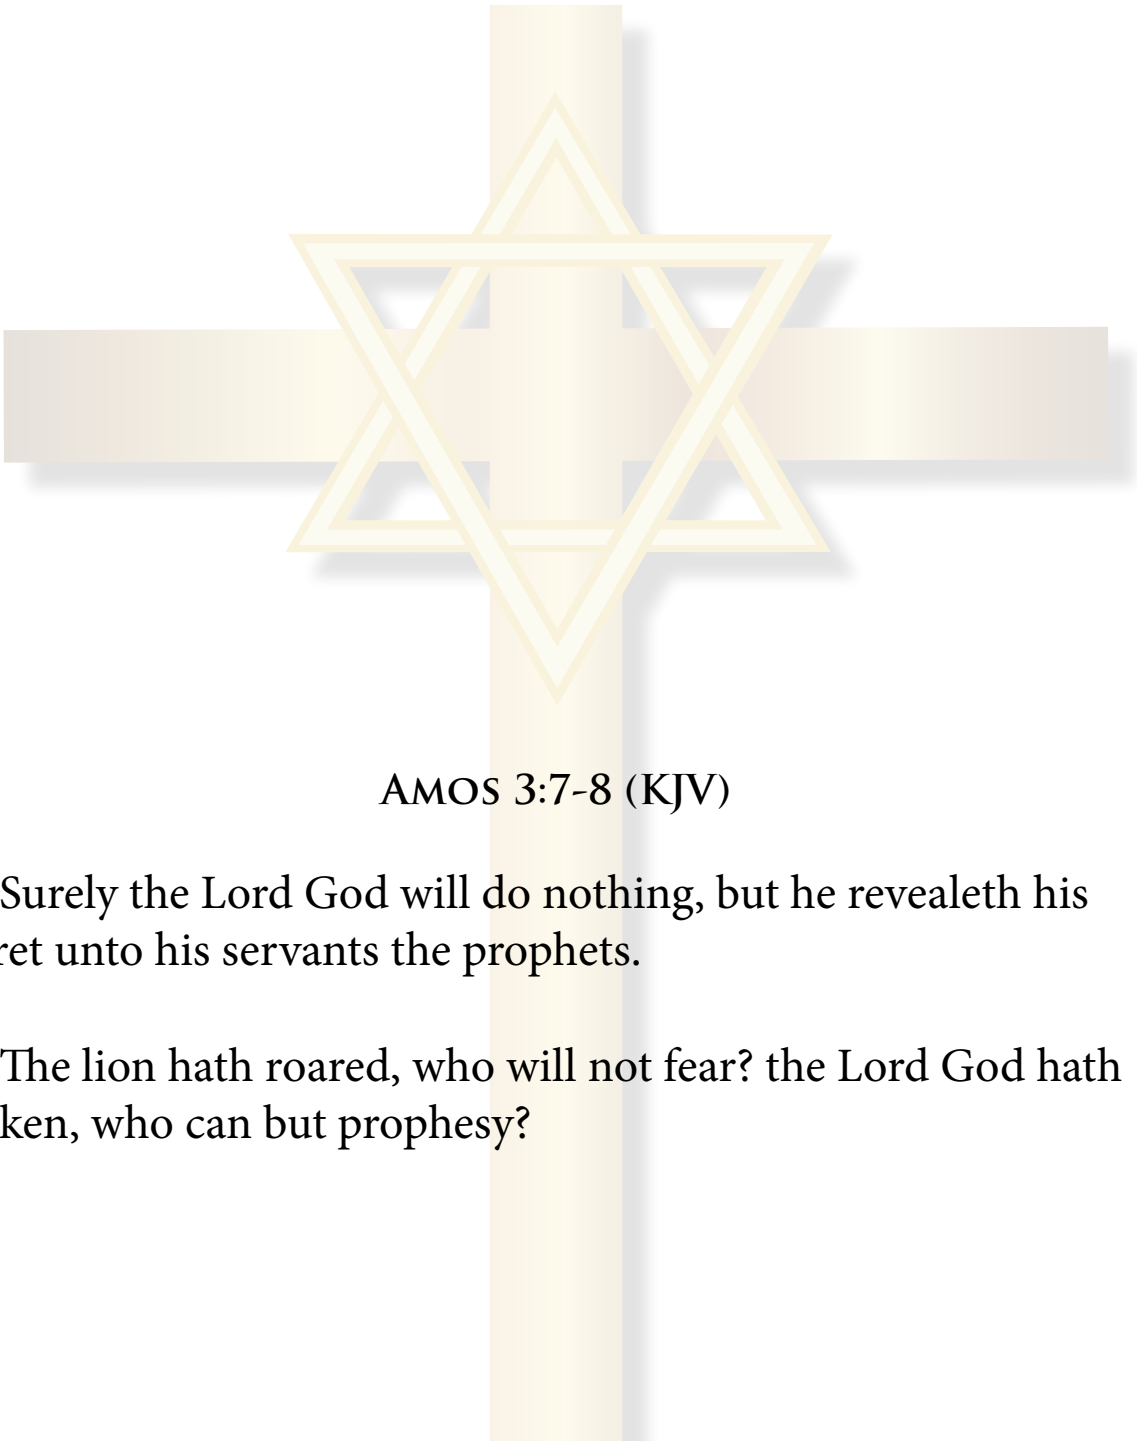 Amos 3:7-8 (KJV)
Surely the Lord God will do nothing, but he revealeth his
ret unto his servants the prophets.
The lion hath roared, who will not fear? the Lord God hath
ken, who can but prophesy?